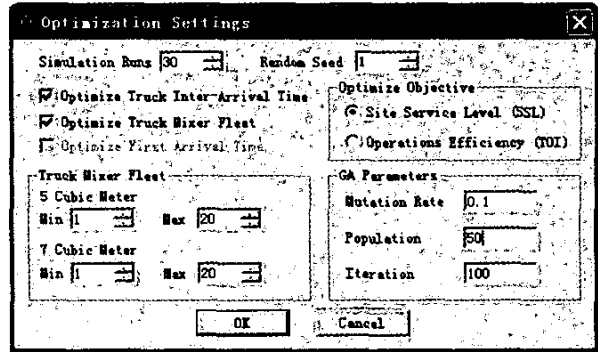 Optimization Settings
Simulation Runs 30 Random Seed 1
Optimize Truck Inter-Arrival Time
Optimize Truck Mixer Fleet
Optimize First Arrival Time
Optimize Objective
Site Service Level (SSL)
Operations Efficiency (TOI)
Truck Mixer Fleet
5 Cubic Meter
Min 1 Max 20
7 Cubic Meter
Min 1 Max 20
GA Parameters
Mutation Rate 0.1
Population 50
Iteration 100
OK Cancel